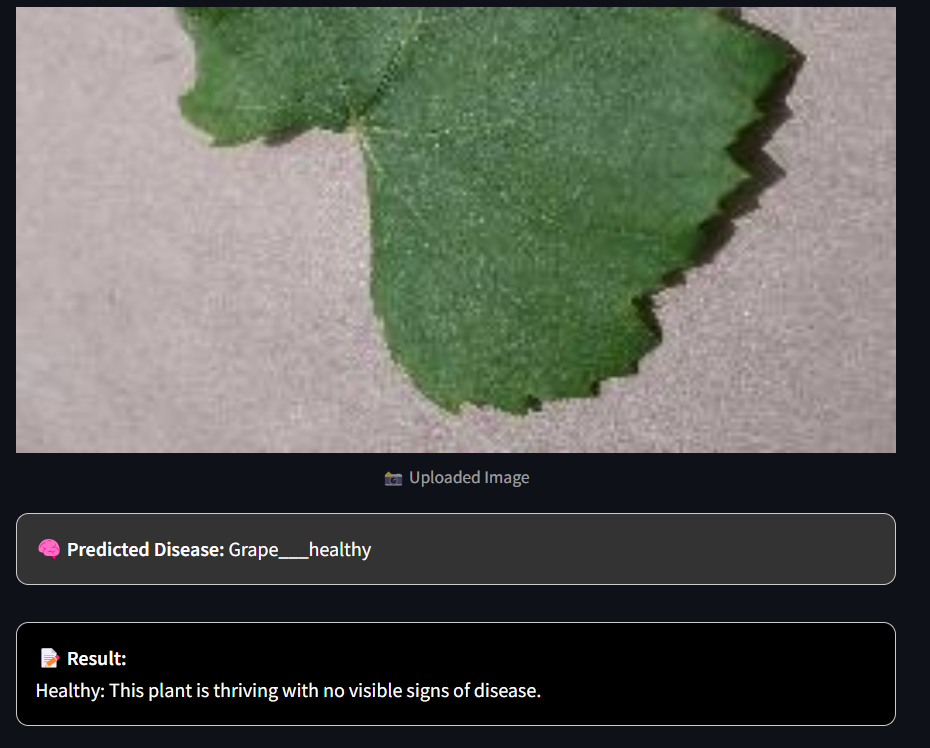 📷 Uploaded Image
🧠 Predicted Disease: Grape___healthy
📝 Result:
Healthy: This plant is thriving with no visible signs of disease.